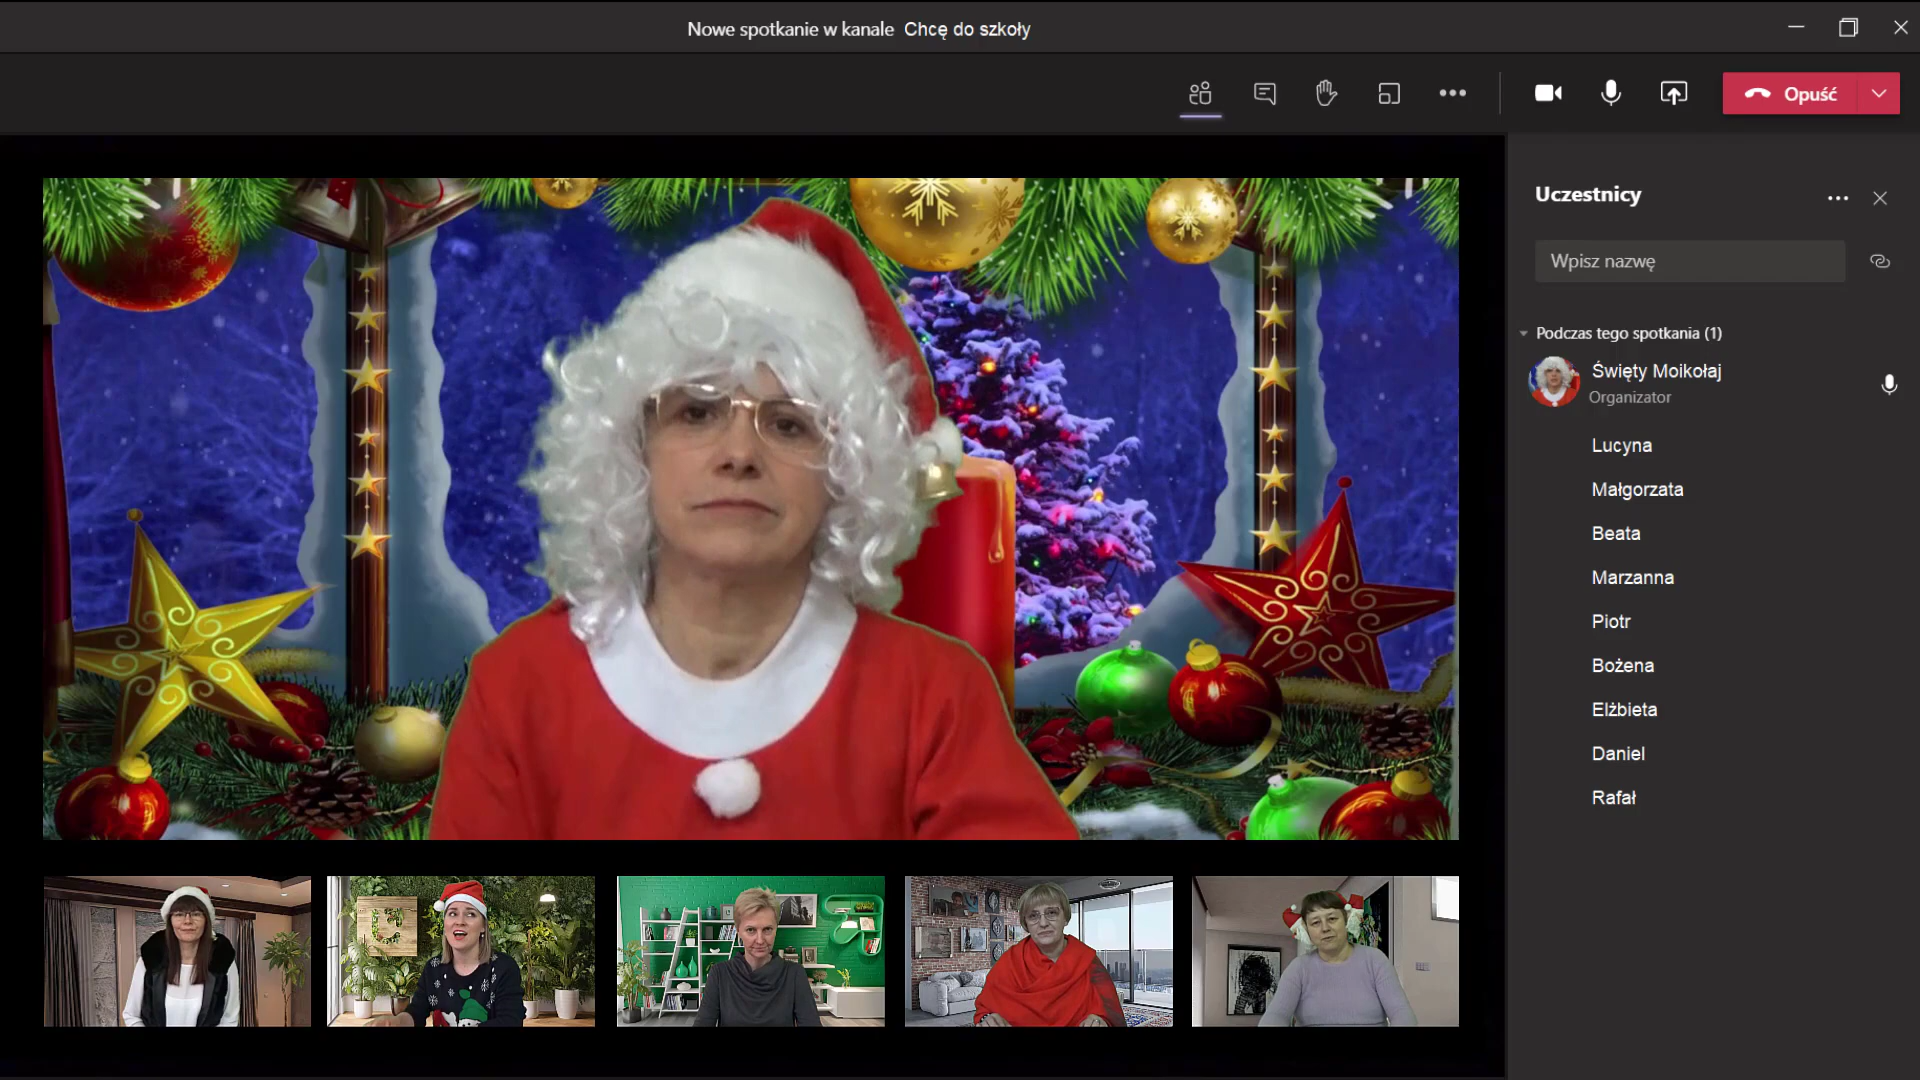 Nowe spotkanie w kanale Chcę do szkoły
Opuść
Uczestnicy
Wpisz nazwę
Podczas tego spotkania (1)
Święty Moikołaj
Organizator
Lucyna
Małgorzata
Beata
Marzanna
Piotr
Bożena
Elżbieta
Daniel
Rafał